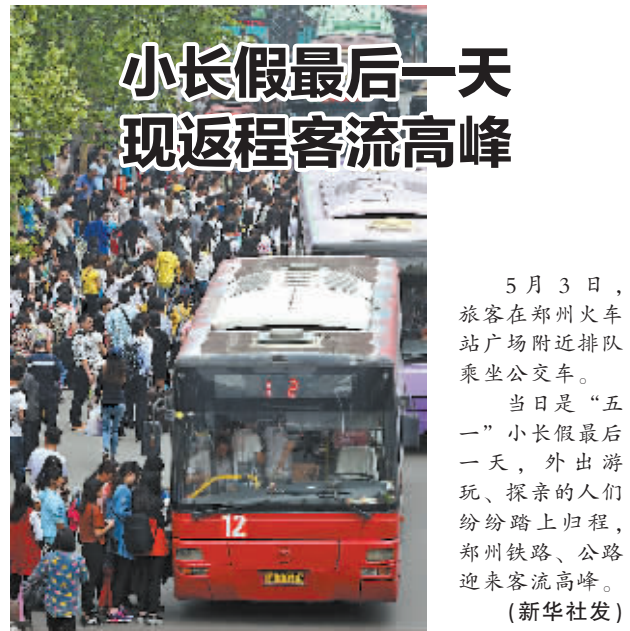 小长假最后一天
现返程客流高峰
12
12
5月3日，
旅客在郑州火车
站广场附近排队
乘坐公交车。
当日是“五
一”小长假最后
一天，外出游
玩、探亲的人们
纷纷踏上归程，
郑州铁路、公路
迎来客流高峰。
（新华社发）